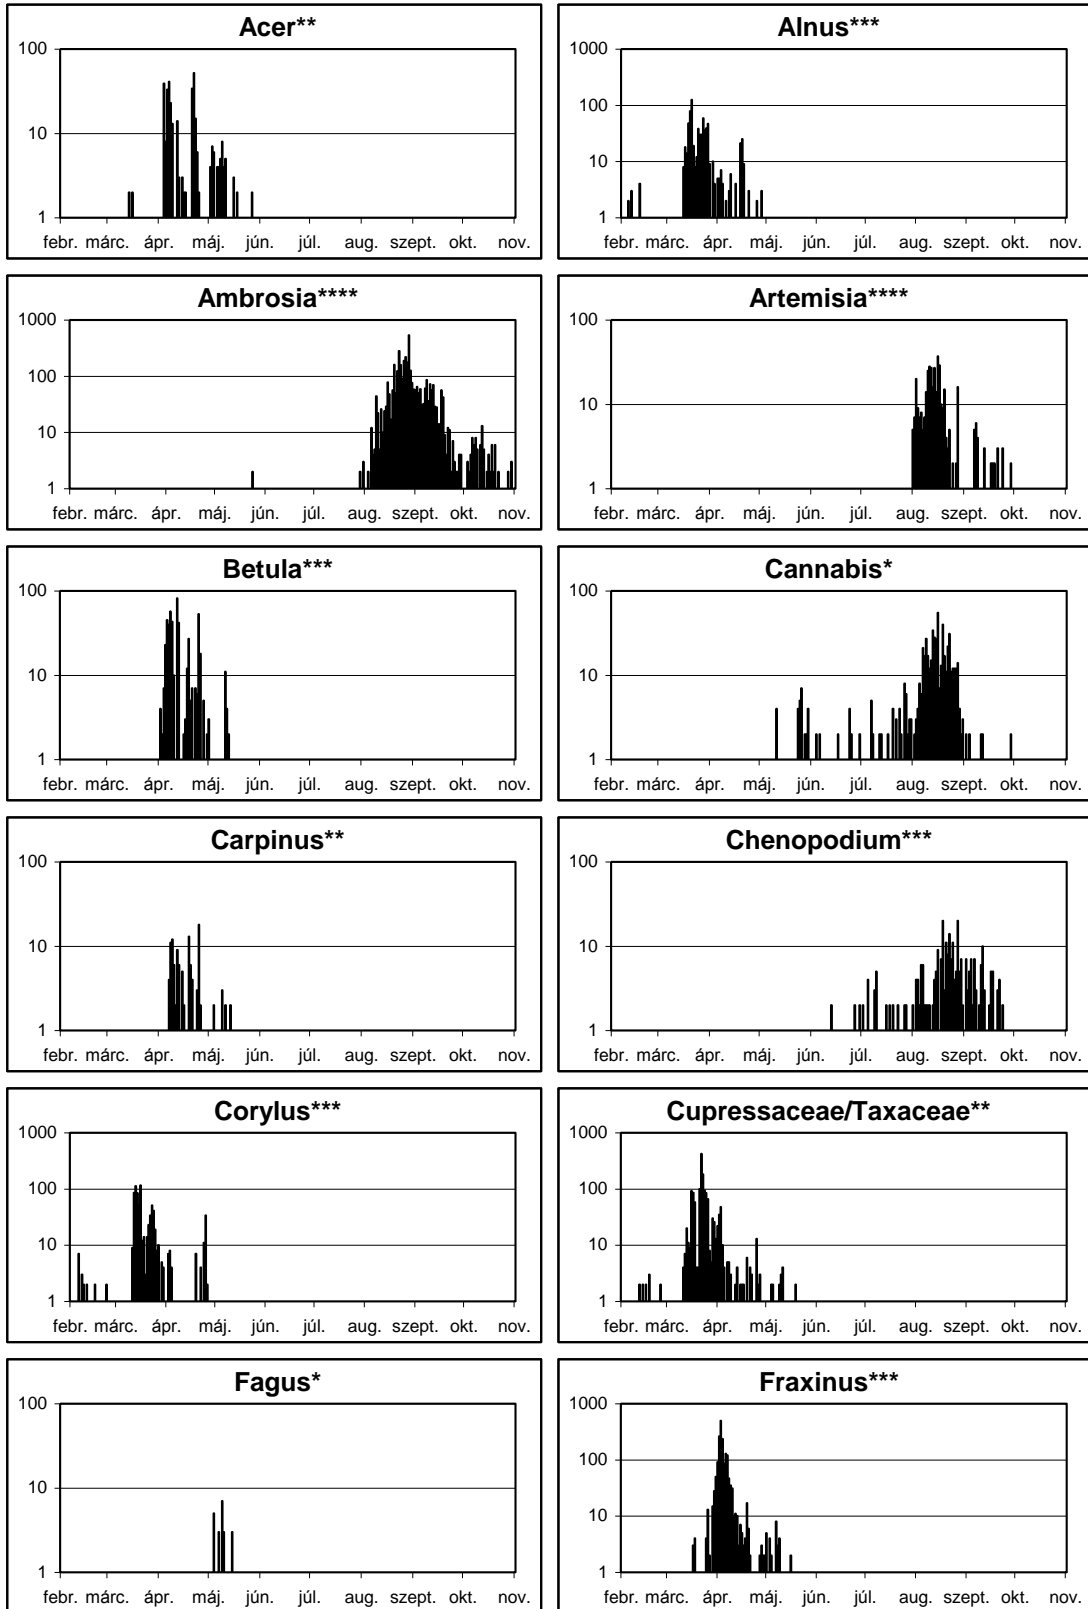 Acer**
100
10
1
febr. márc. ápr. máj. jún. júl. aug. szept. okt. nov.
Alnus***
1000
100
10
1
febr. márc. ápr. máj. jún. júl. aug. szept. okt. nov.
Ambrosia****
1000
100
10
1
febr. márc. ápr. máj. jún. júl. aug. szept. okt. nov.
Artemisia****
100
10
1
febr. márc. ápr. máj. jún. júl. aug. szept. okt. nov.
Betula***
100
10
1
febr. márc. ápr. máj. jún. júl. aug. szept. okt. nov.
Cannabis*
100
10
1
febr. márc. ápr. máj. jún. júl. aug. szept. okt. nov.
Carpinus**
100
10
1
febr. márc. ápr. máj. jún. júl. aug. szept. okt. nov.
Chenopodium***
100
10
1
febr. márc. ápr. máj. jún. júl. aug. szept. okt. nov.
Corylus***
1000
100
10
1
febr. márc. ápr. máj. jún. júl. aug. szept. okt. nov.
Cupressaceae/Taxaceae**
1000
100
10
1
febr. márc. ápr. máj. jún. júl. aug. szept. okt. nov.
Fagus*
100
10
1
febr. márc. ápr. máj. jún. júl. aug. szept. okt. nov.
Fraxinus***
1000
100
10
1
febr. márc. ápr. máj. jún. júl. aug. szept. okt. nov.